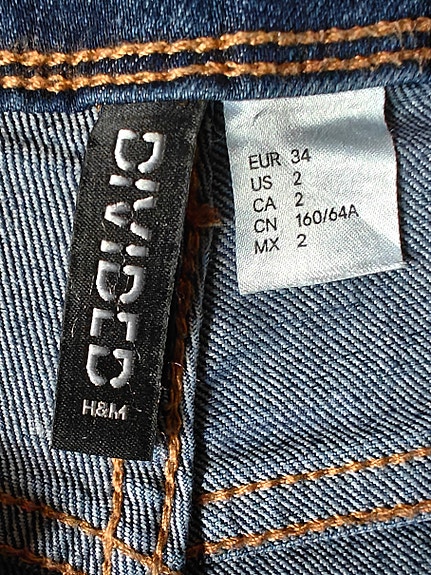 DIVIDED
H&M
EUR 34
US 2
CA 2
CN 160/64A
MX 2